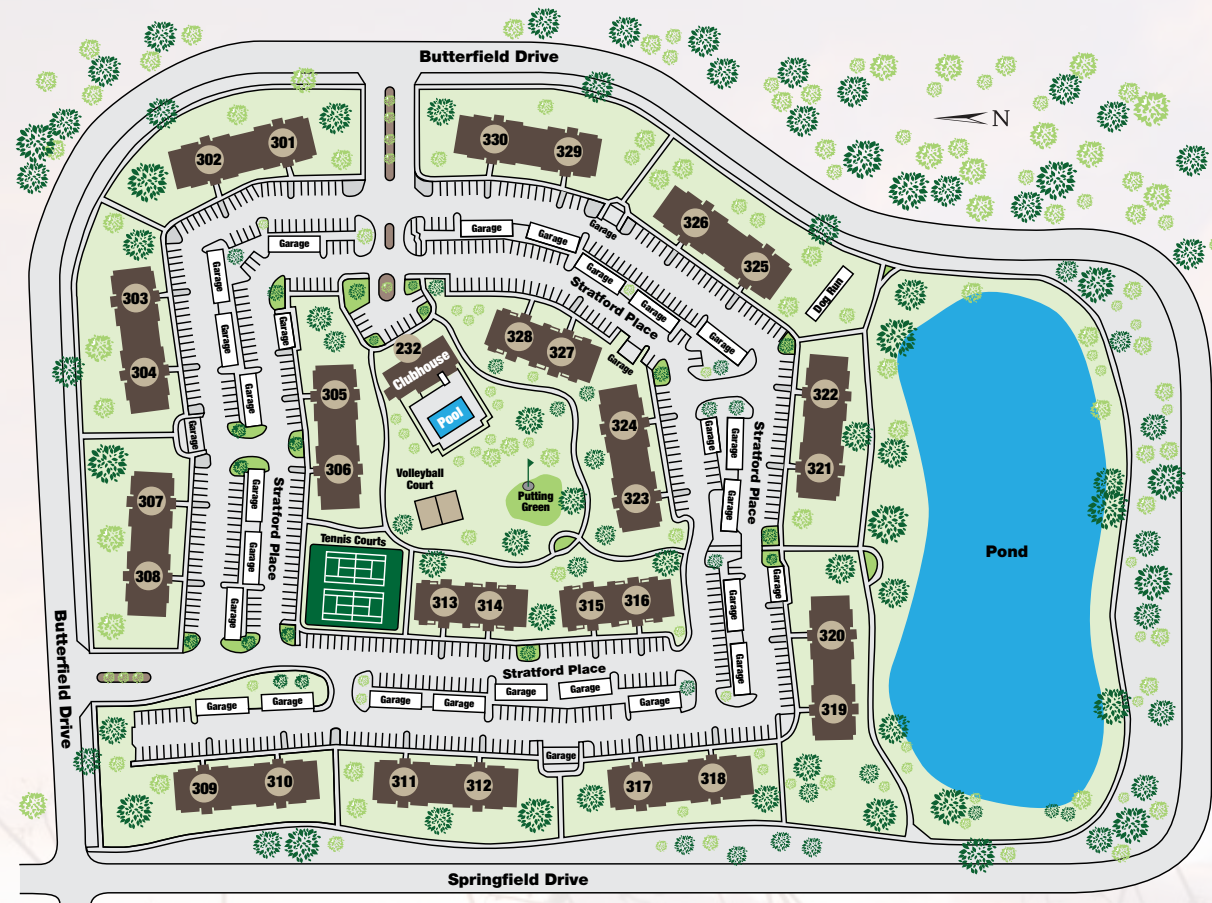 Butterfield Drive
N
330
329
301
302
326
325
Garage
Garage
Garage
Garage
Garage
Garage
Garage
Garage
Dog Run
303
304
Garage
Garage
Garage
Garage
Garage
Stratford Place
328
327
Garage
232
Clubhouse
Pool
305
306
324
323
322
321
Garage
Garage
Garage
Stratford Place
Volleyball
Court
Putting
Green
307
308
Garage
Garage
Garage
Stratford Place
Tennis Courts
313
314
315
316
Pond
Garage
Garage
Garage
320
319
Butterfield Drive
Stratford Place
Garage
Garage
Garage
Garage
Garage
Garage
Garage
Garage
309
310
311
312
317
318
Springfield Drive